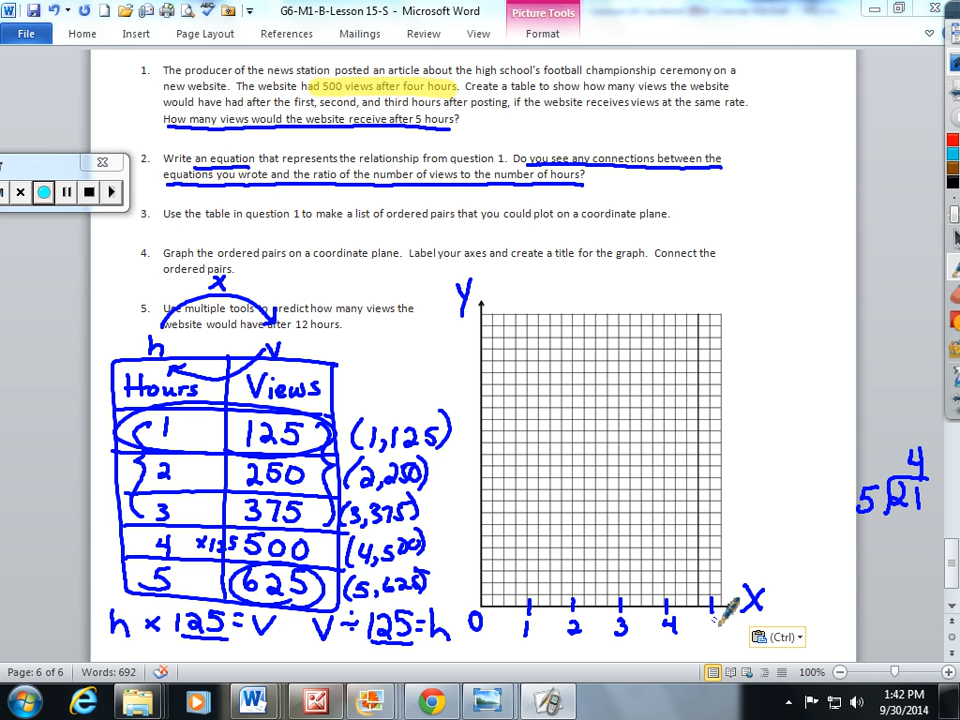 G6-M1-B-Lesson 15-S - Microsoft Word
Picture Tools
File Home Insert Page Layout References Mailings Review View Format
1. The producer of the news station posted an article about the high school's football championship ceremony on a
new website. The website had 500 views after four hours. Create a table to show how many views the website
would have had after the first, second, and third hours after posting, if the website receives views at the same rate.
How many views would the website receive after 5 hours?
2. Write an equation that represents the relationship from question 1. Do you see any connections between the
equations you wrote and the ratio of the number of views to the number of hours?
3. Use the table in question 1 to make a list of ordered pairs that you could plot on a coordinate plane.
4. Graph the ordered pairs on a coordinate plane. Label your axes and create a title for the graph. Connect the
ordered pairs.
5. Use multiple tools to predict how many views the
website would have after 12 hours.
x
h v
Hours Views
1 125 (1,125)
2 250 (2,250)
3 375 (3,375)
4 ×125 500 (4,500)
5 625 (5,625)
h × 125 = v v ÷ 125 = h
Y
X
0 1 2 3 4
4
5 21
(Ctrl)
Page: 6 of 6 Words: 692 100%
1:42 PM
9/30/2014